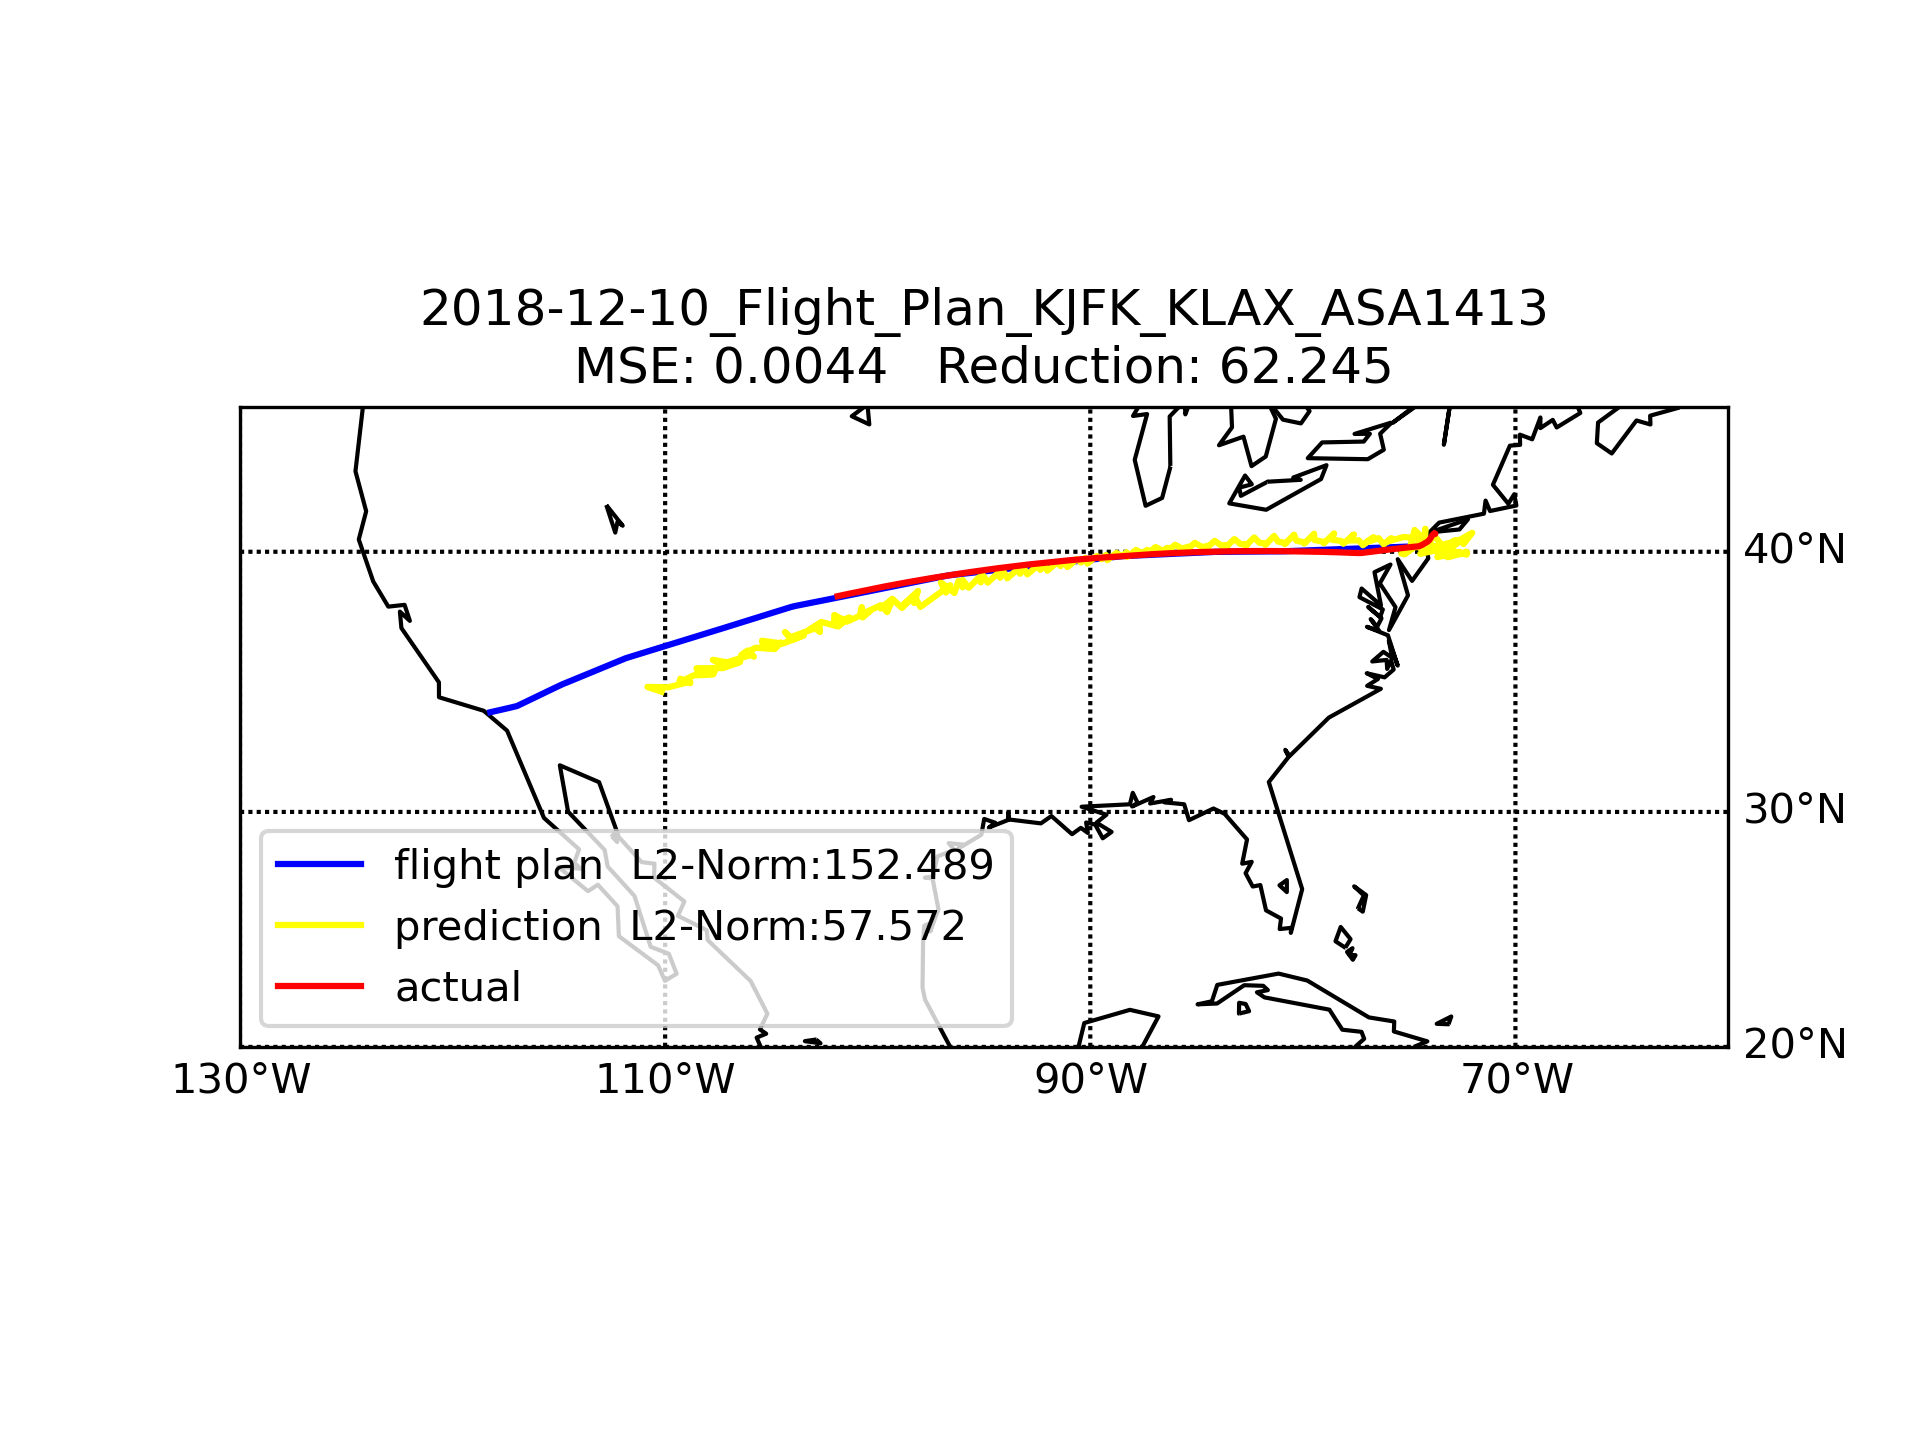 2018-12-10_Flight_Plan_KJFK_KLAX_ASA1413
MSE: 0.0044   Reduction: 62.245
40°N
30°N
20°N
flight plan  L2-Norm:152.489
prediction  L2-Norm:57.572
actual
130°W
110°W
90°W
70°W